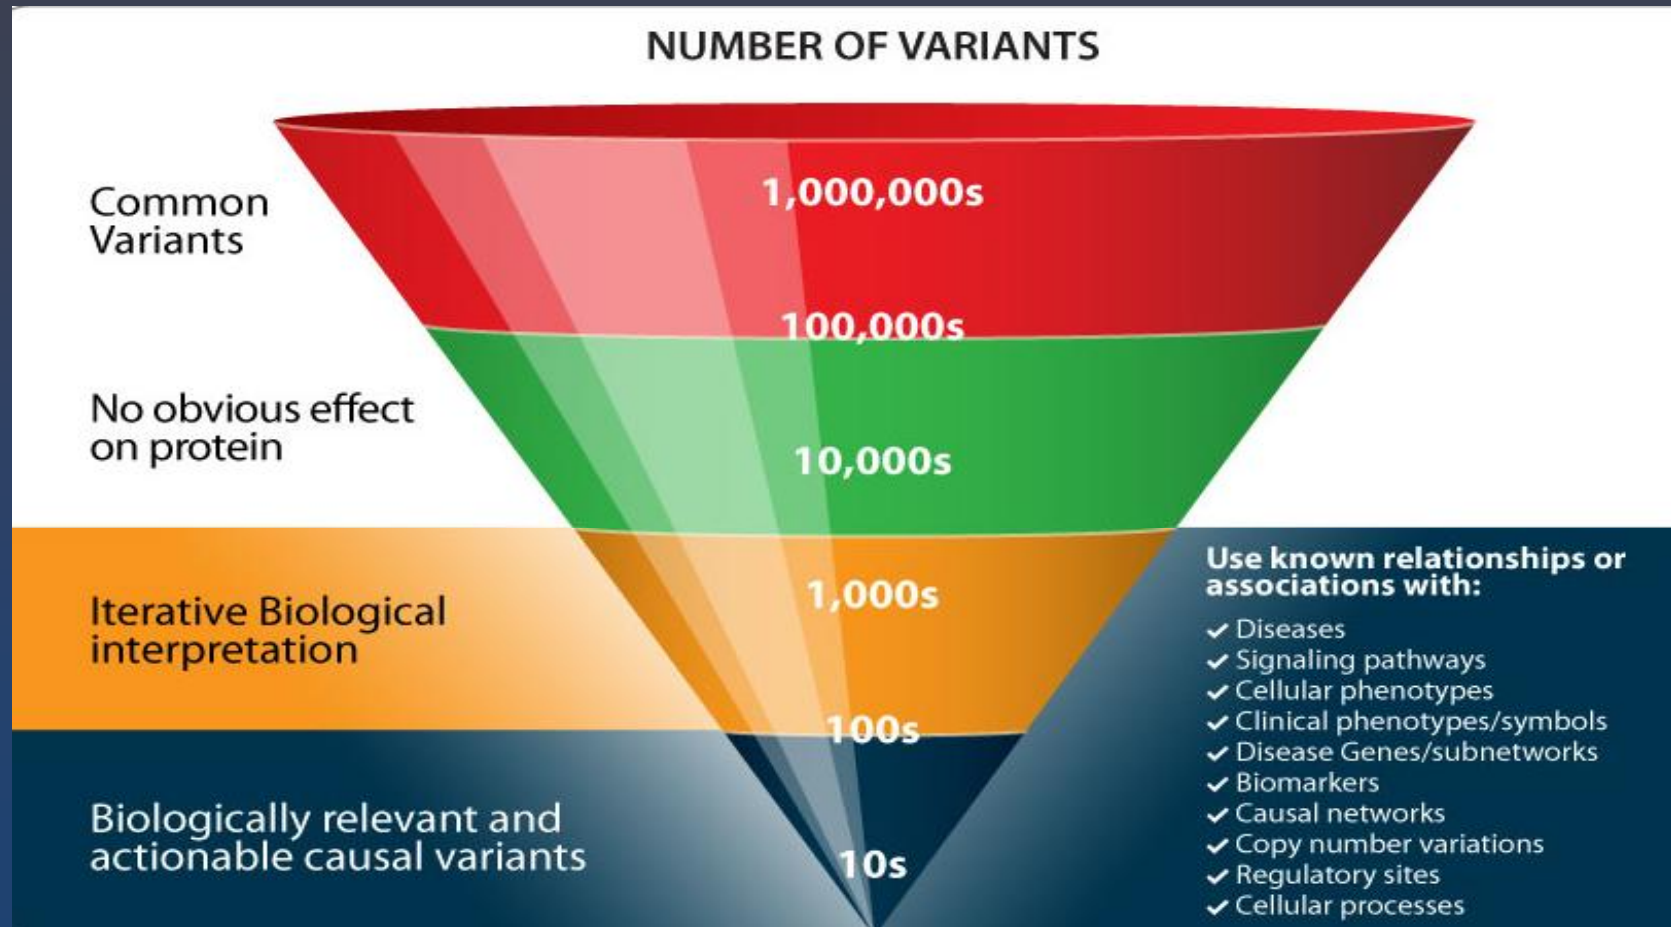 NUMBER OF VARIANTS
Common
Variants
1,000,000s
100,000s
No obvious effect
on protein
10,000s
Iterative Biological
interpretation
1,000s
100s
Biologically relevant and
actionable causal variants
10s
Use known relationships or
associations with:
✓ Diseases
✓ Signaling pathways
✓ Cellular phenotypes
✓ Clinical phenotypes/symbols
✓ Disease Genes/subnetworks
✓ Biomarkers
✓ Causal networks
✓ Copy number variations
✓ Regulatory sites
✓ Cellular processes